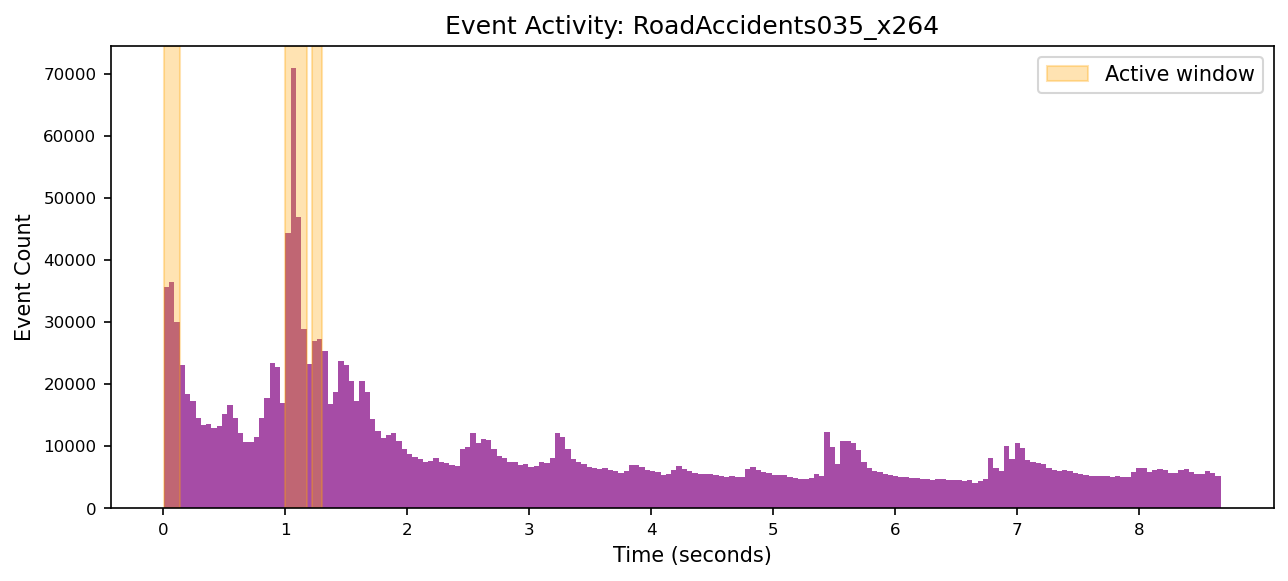 Event Activity: RoadAccidents035_x264
Active window
Event Count
70000
60000
50000
40000
30000
20000
10000
0
0 1 2 3 4 5 6 7 8
Time (seconds)